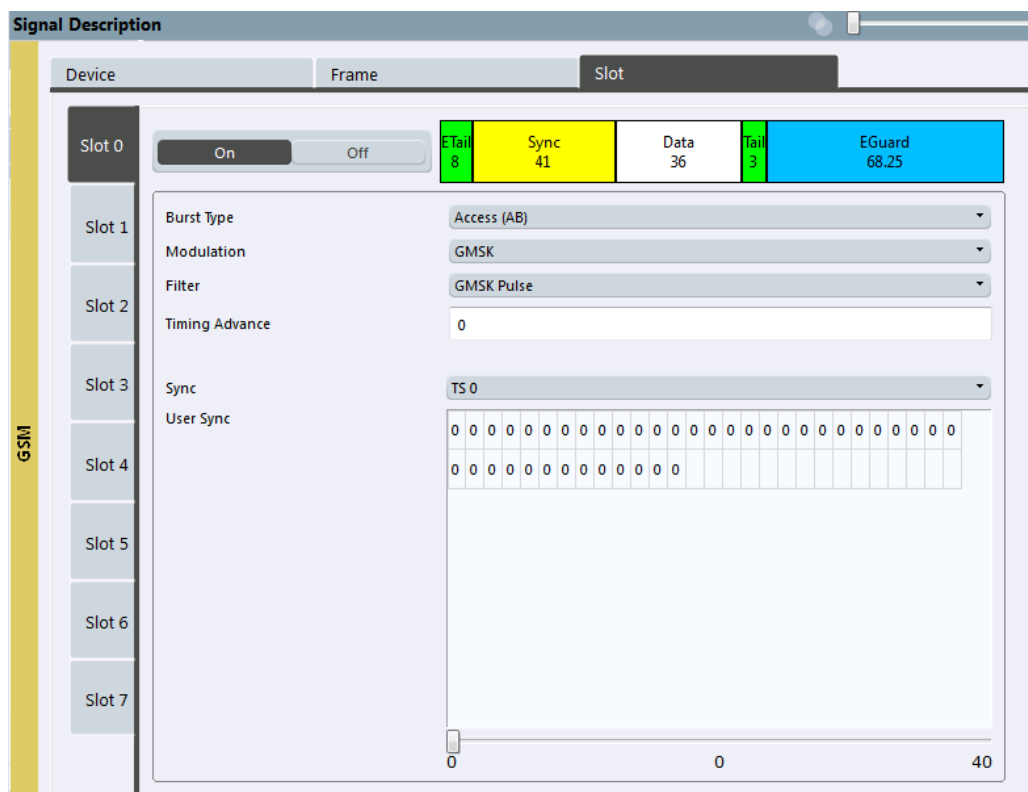 Signal Description
Device Frame Slot
Slot 0
On Off
ETail Sync Data Tail EGuard
8 41 36 3 68.25
Slot 1
Burst Type Access (AB)
Modulation GMSK
Slot 2
Filter GMSK Pulse
Timing Advance 0
Slot 3
Sync TS 0
User Sync
0 0 0 0 0 0 0 0 0 0 0 0 0 0 0 0 0 0 0 0 0 0 0 0 0 0 0 0
GSM
Slot 4
0 0 0 0 0 0 0 0 0 0 0 0 0
Slot 5
Slot 6
Slot 7
0 0 40